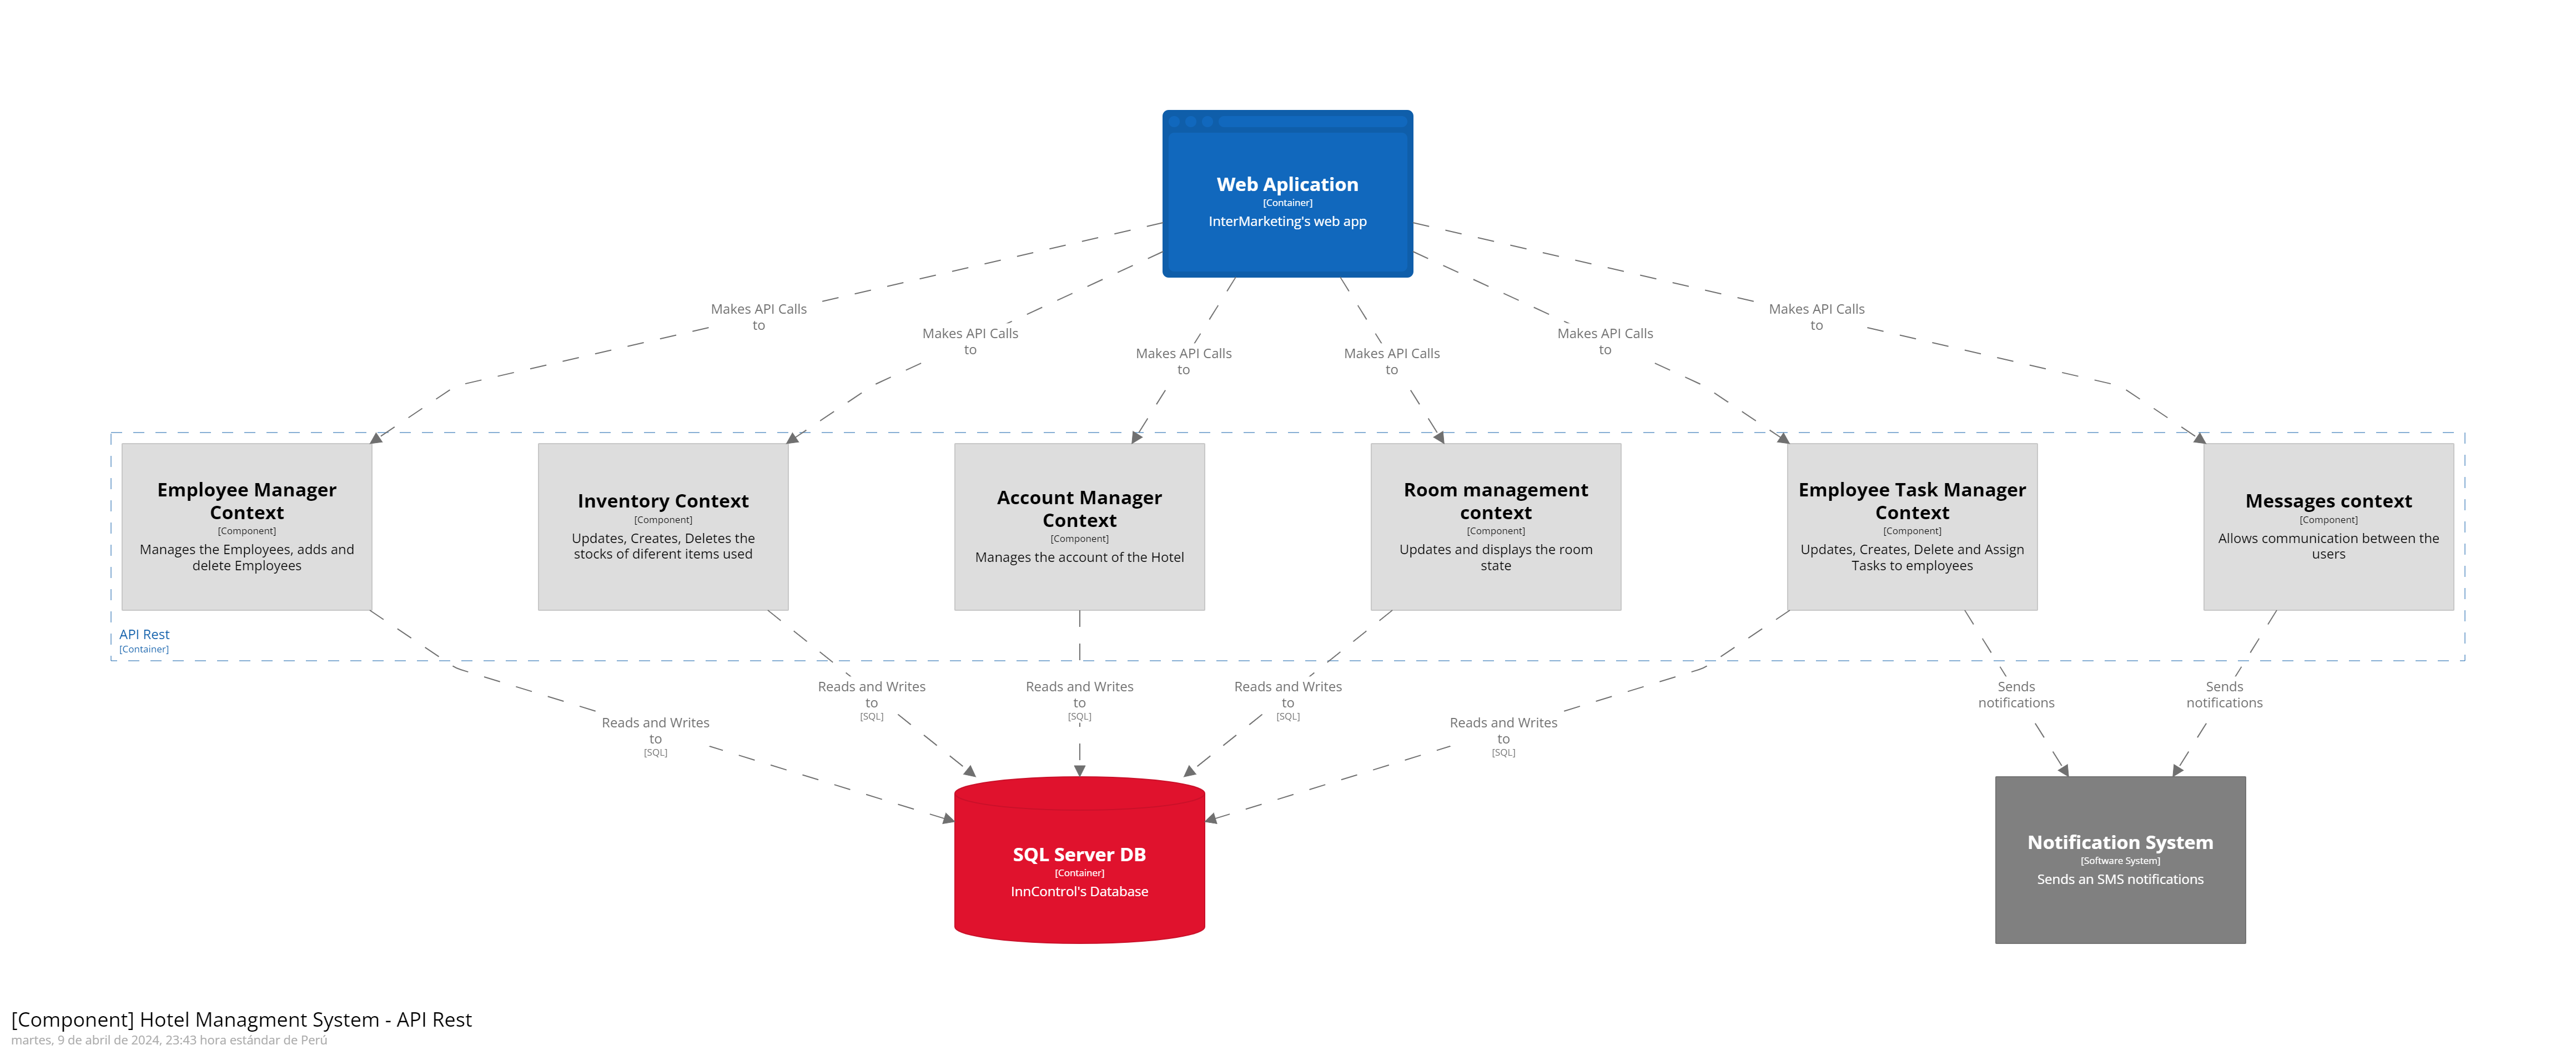 Web Aplication
[Container]
InterMarketing's web app
Makes API Calls
to
Makes API Calls
to
Makes API Calls
to
Makes API Calls
to
Makes API Calls
to
Makes API Calls
to
Employee Manager
Context
[Component]
Manages the Employees, adds and
delete Employees
Inventory Context
[Component]
Updates, Creates, Deletes the
stocks of diferent items used
Account Manager
Context
[Component]
Manages the account of the Hotel
Room management
context
[Component]
Updates and displays the room
state
Employee Task Manager
Context
[Component]
Updates, Creates, Delete and Assign
Tasks to employees
Messages context
[Component]
Allows communication between the
users
API Rest
[Container]
Reads and Writes
to
[SQL]
Reads and Writes
to
[SQL]
Reads and Writes
to
[SQL]
Reads and Writes
to
[SQL]
Reads and Writes
to
[SQL]
Sends
notifications
Sends
notifications
SQL Server DB
[Container]
InnControl's Database
Notification System
[Software System]
Sends an SMS notifications
[Component] Hotel Managment System - API Rest
martes, 9 de abril de 2024, 23:43 hora estándar de Perú